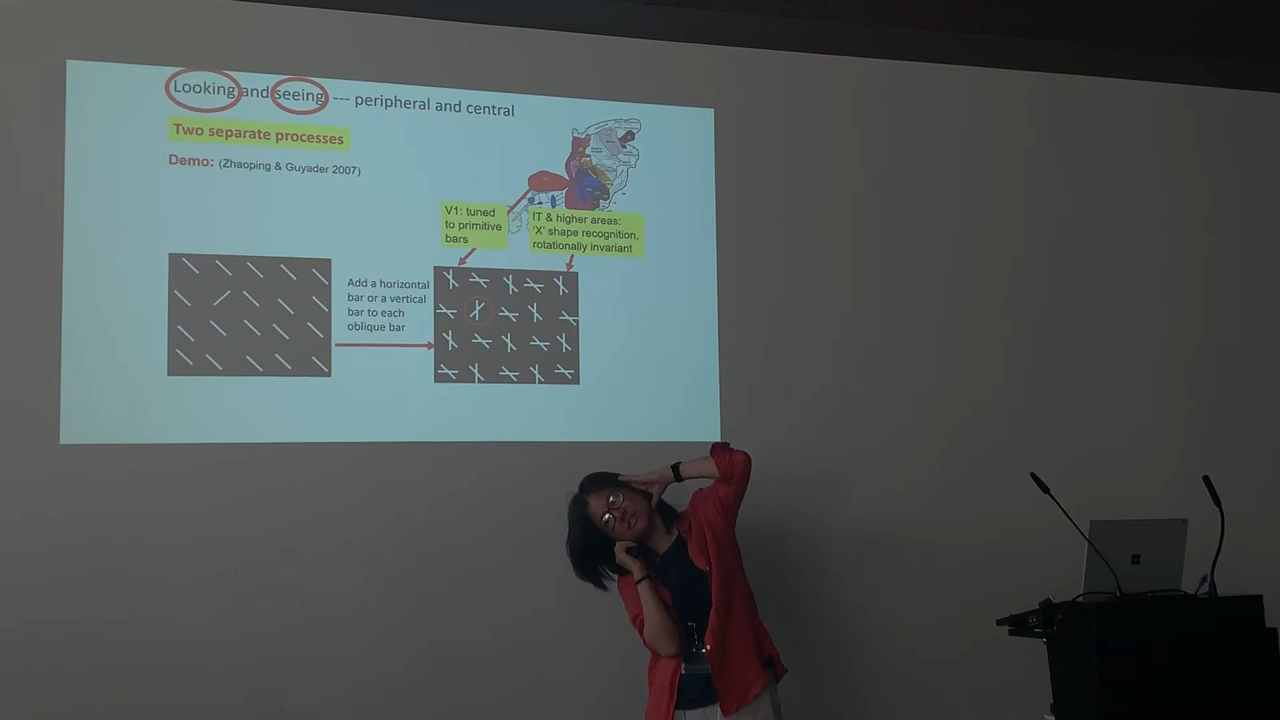 Looking and seeing --- peripheral and central
Two separate processes
Demo: (Zhaoping & Guyader 2007)
V1: tuned
to primitive
bars
IT & higher areas:
'X' shape recognition,
rotationally invariant
Add a horizontal
bar or a vertical
bar to each
oblique bar